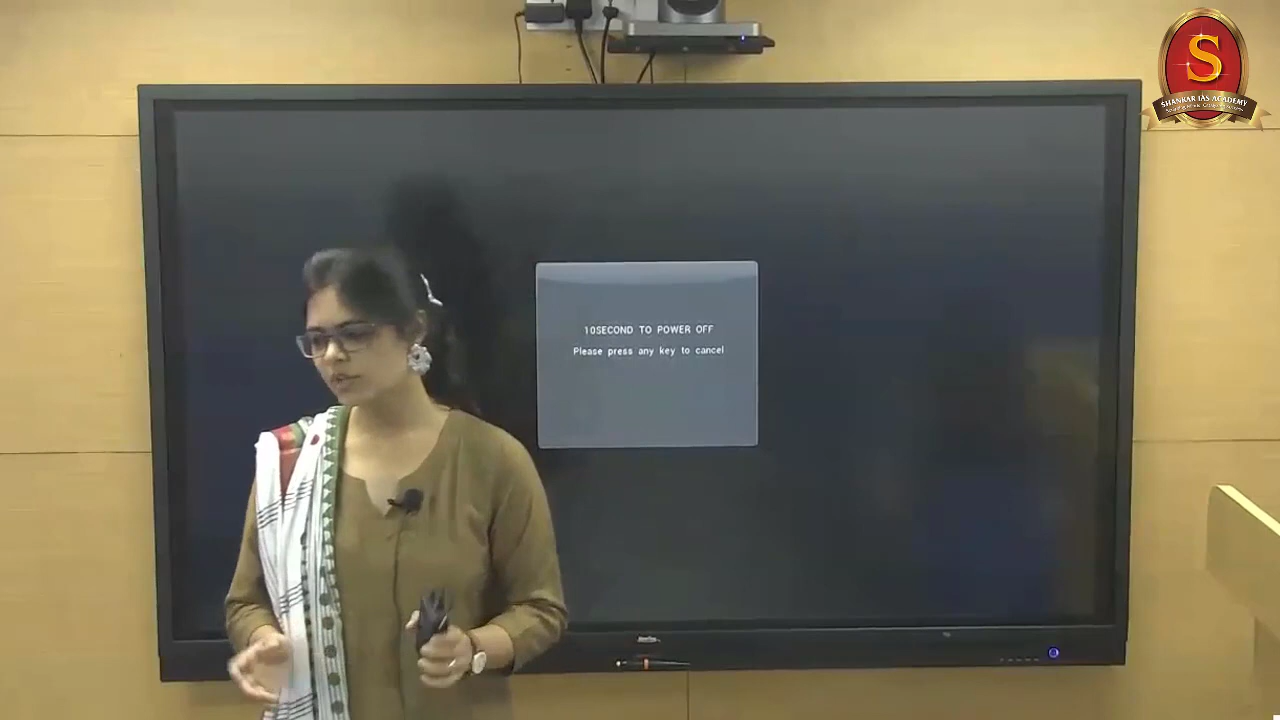 S
SHANKAR IAS ACADEMY
10SECOND TO POWER OFF
Please press any key to cancel